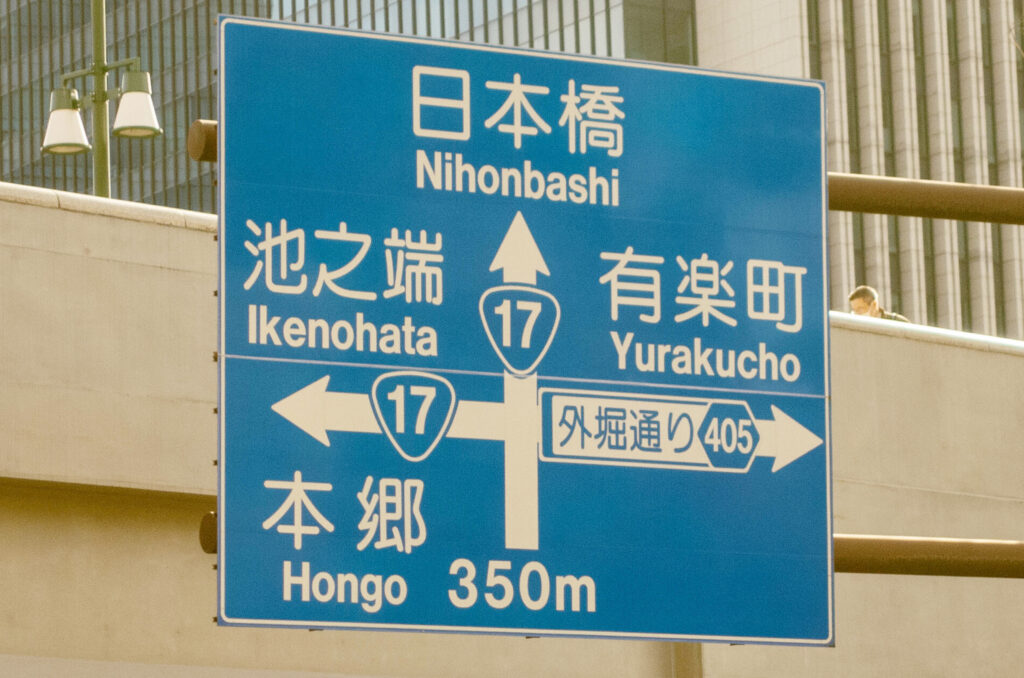 日本橋
Nihonbashi
池之端
Ikenohata
有楽町
Yurakucho
17
17
外堀通り 405
本郷
Hongo
350m